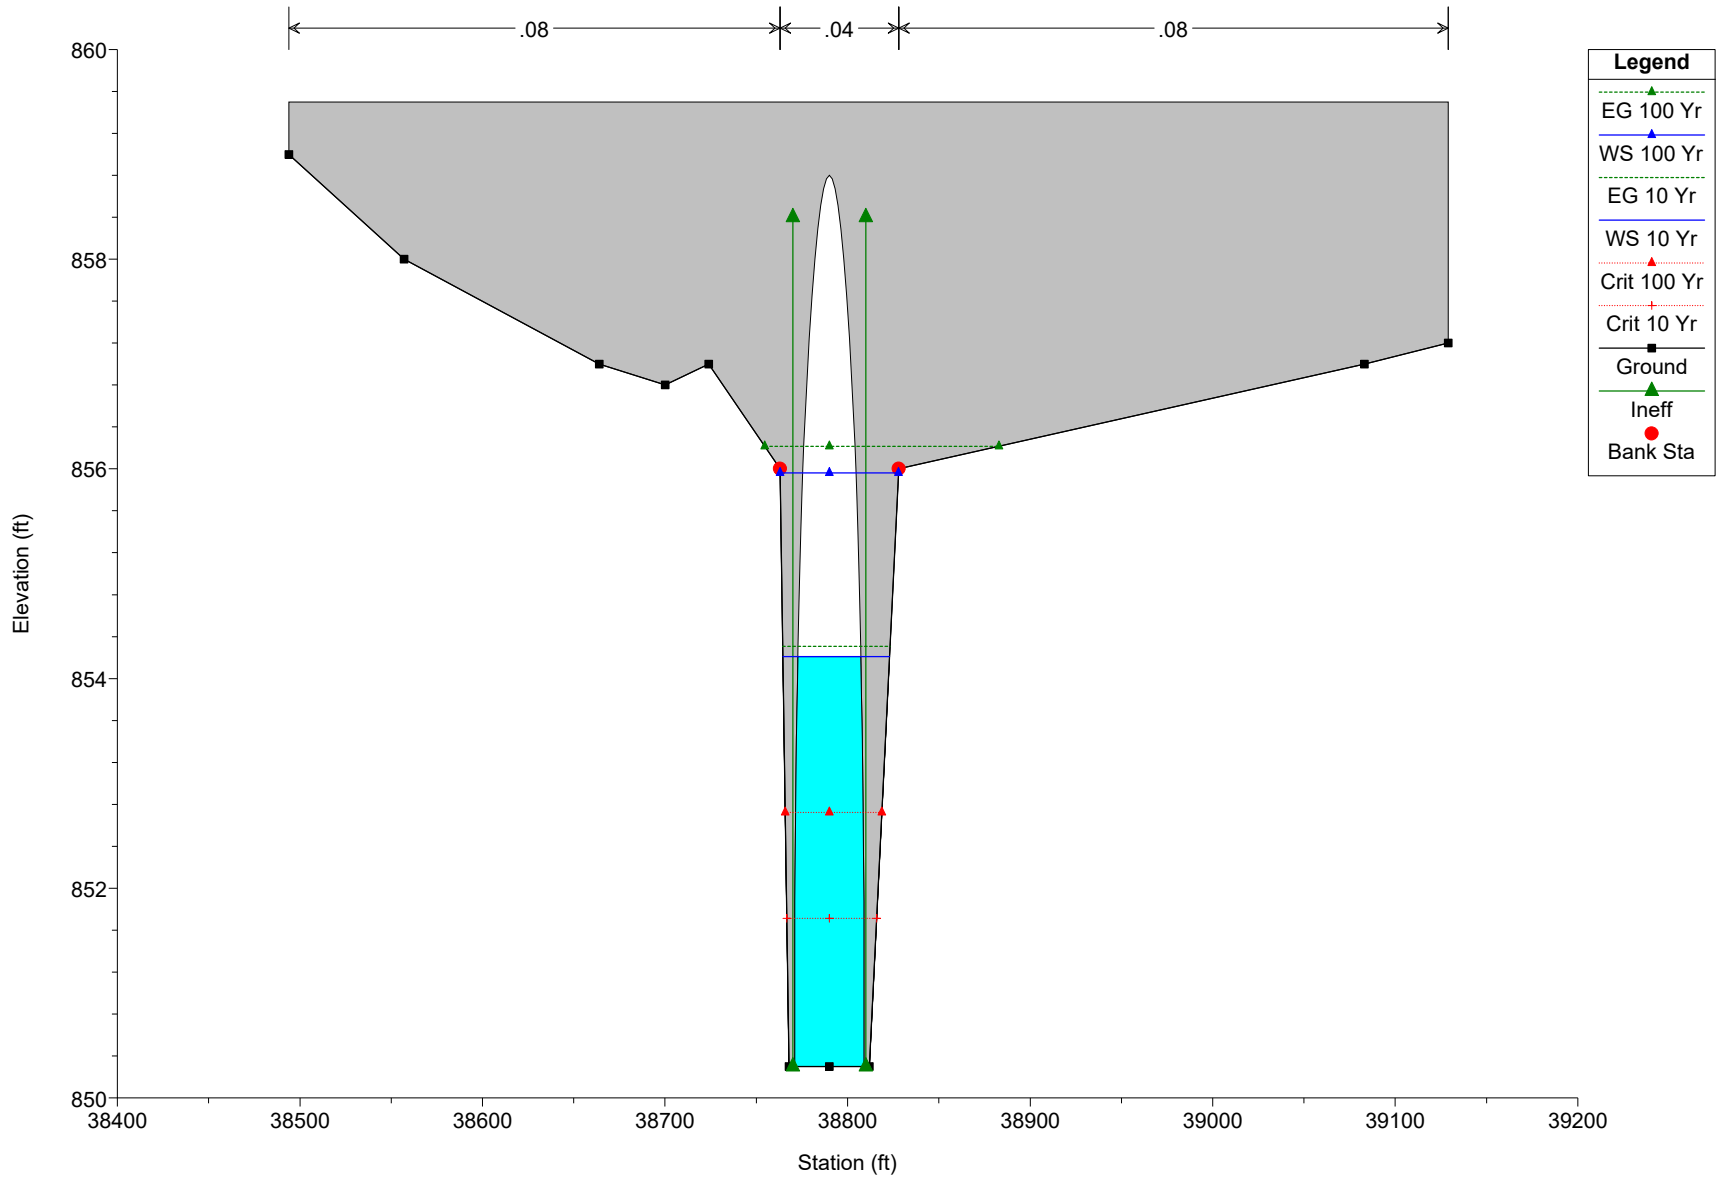 .08 .04 .08
860
858
856
854
852
850
Elevation (ft)
38400 38500 38600 38700 38800 38900 39000 39100 39200
Station (ft)
Legend
EG 100 Yr
WS 100 Yr
EG 10 Yr
WS 10 Yr
Crit 100 Yr
Crit 10 Yr
Ground
Ineff
Bank Sta